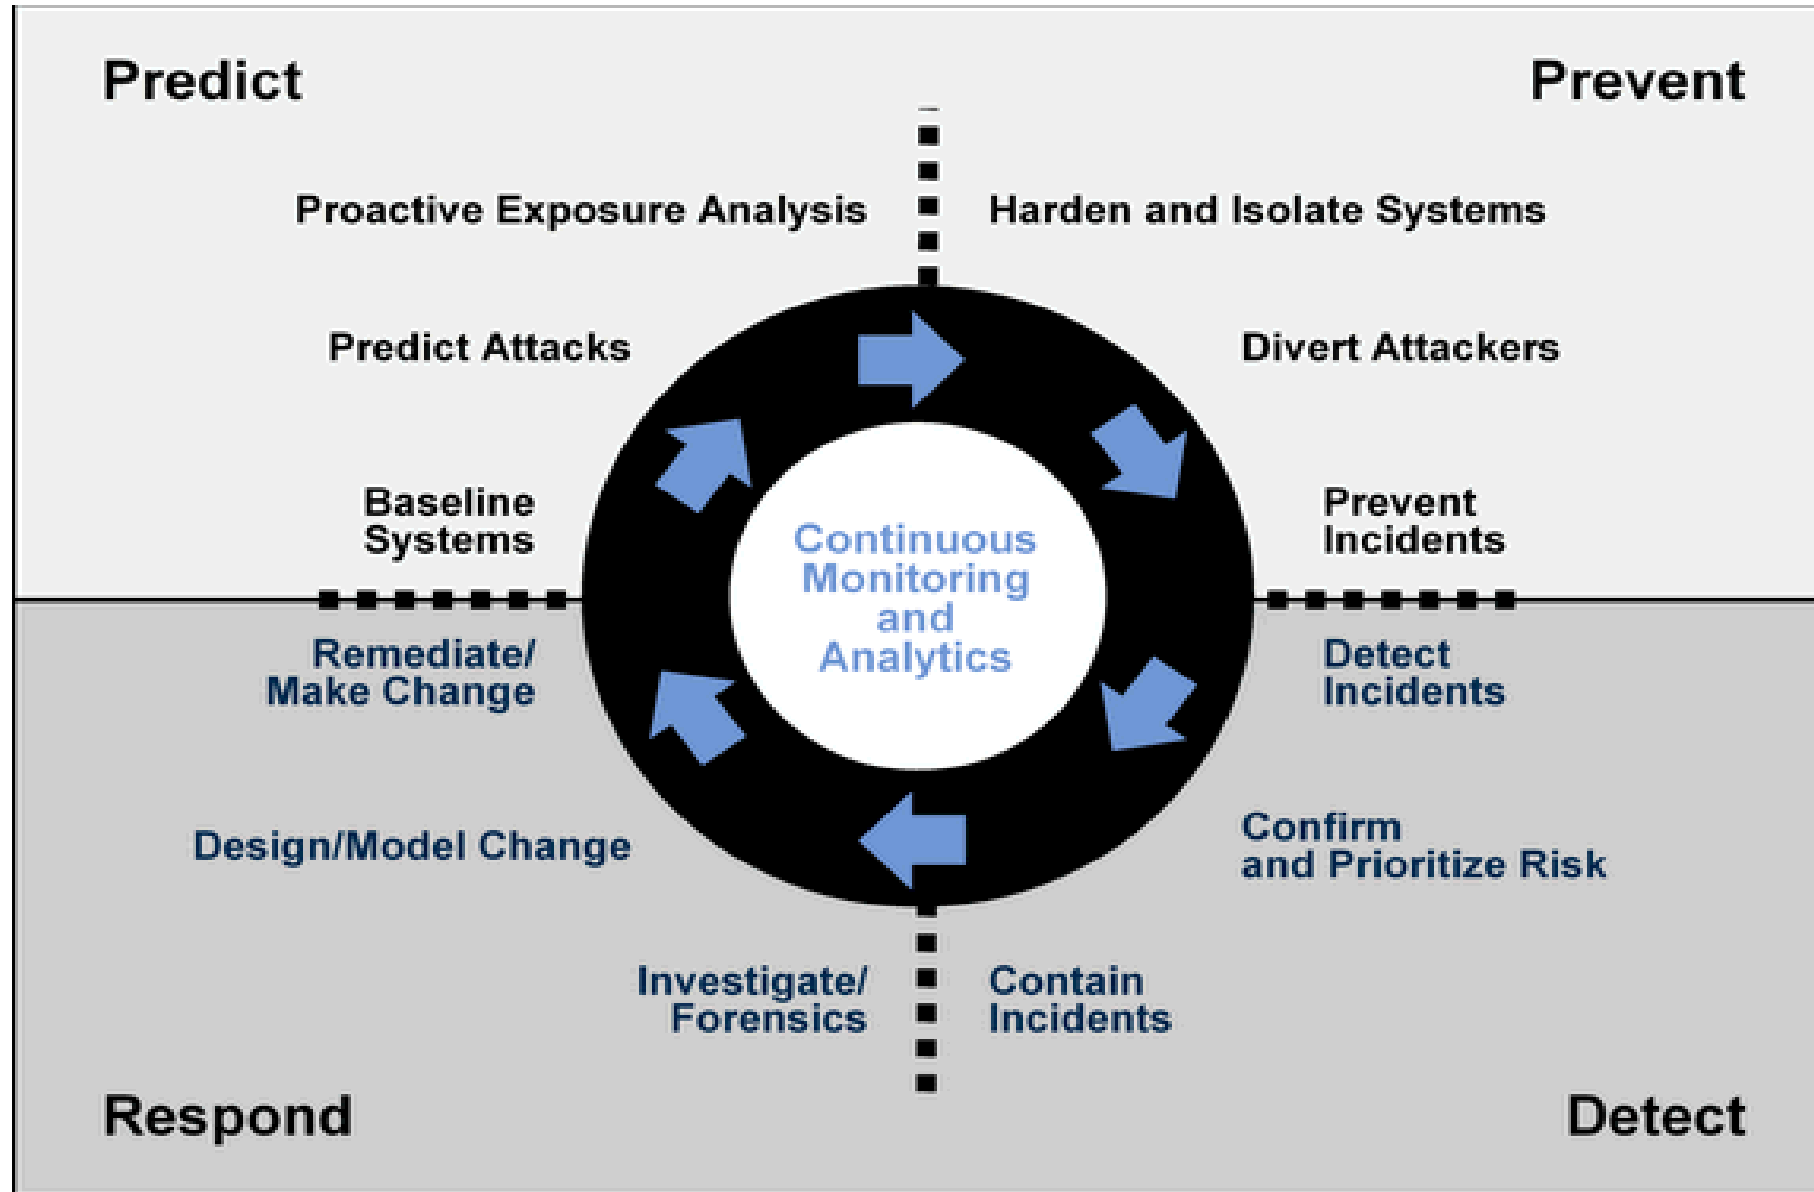 Predict
Prevent
Proactive Exposure Analysis
Harden and Isolate Systems
Predict Attacks
Divert Attackers
Baseline
Systems
Prevent
Incidents
Continuous
Monitoring
and
Analytics
Remediate/
Make Change
Detect
Incidents
Design/Model Change
Confirm
and Prioritize Risk
Investigate/
Forensics
Contain
Incidents
Respond
Detect